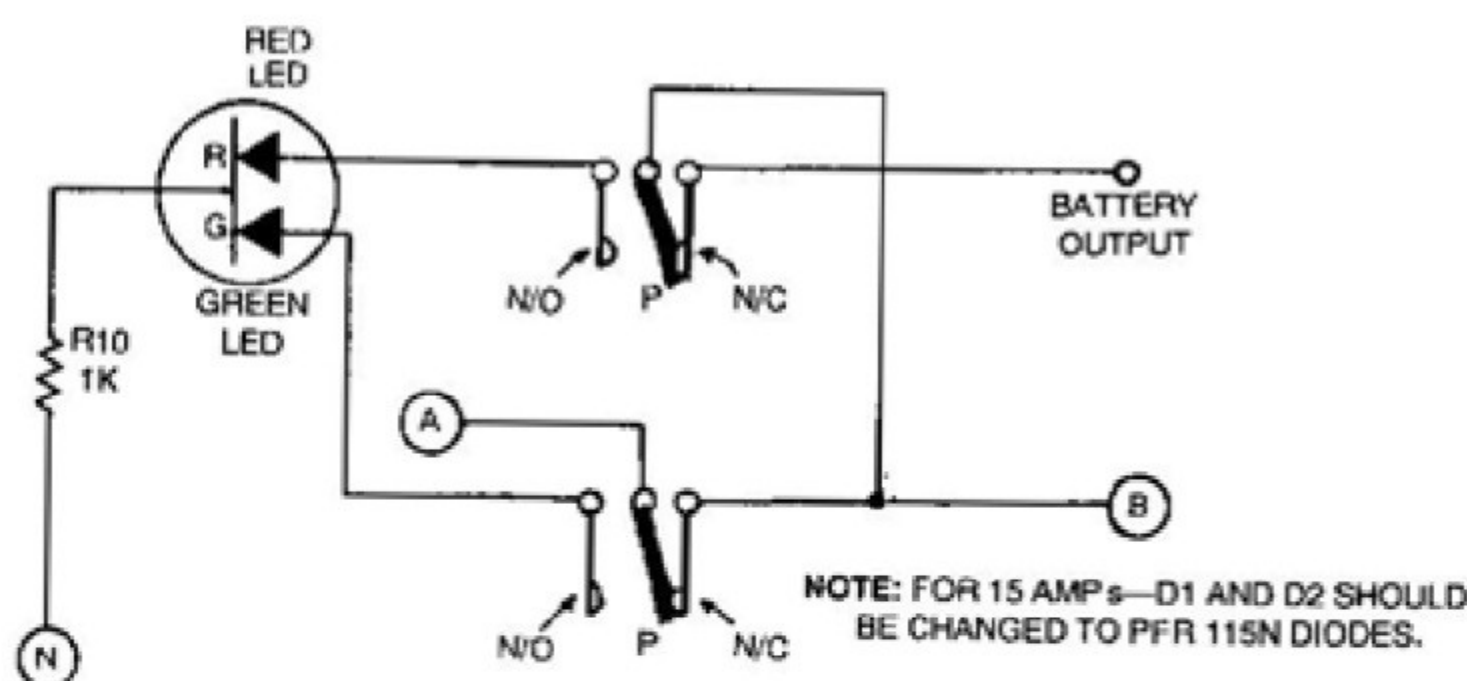 RED
LED
R
G
GREEN
LED
R10
1K
N/O
P
N/C
BATTERY
OUTPUT
A
B
N/O
P
N/C
N
NOTE: FOR 15 AMPs—D1 AND D2 SHOULD
BE CHANGED TO PFR 115N DIODES.